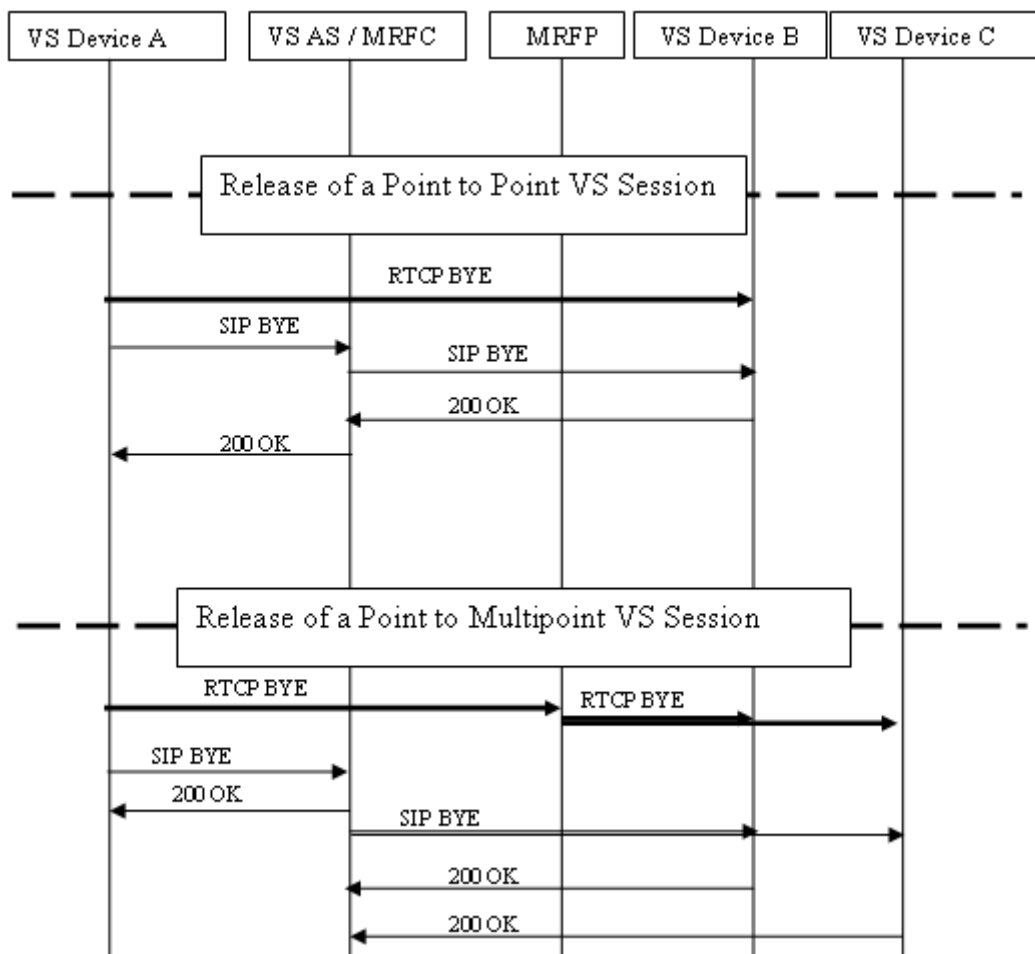 VS Device A
VS AS / MRFC
MRFP
VS Device B
VS Device C
Release of a Point to Point VS Session
RTCP BYE
SIP BYE
SIP BYE
200 OK
200 OK
Release of a Point to Multipoint VS Session
RTCP BYE
RTCP BYE
SIP BYE
200 OK
SIP BYE
200 OK
200 OK